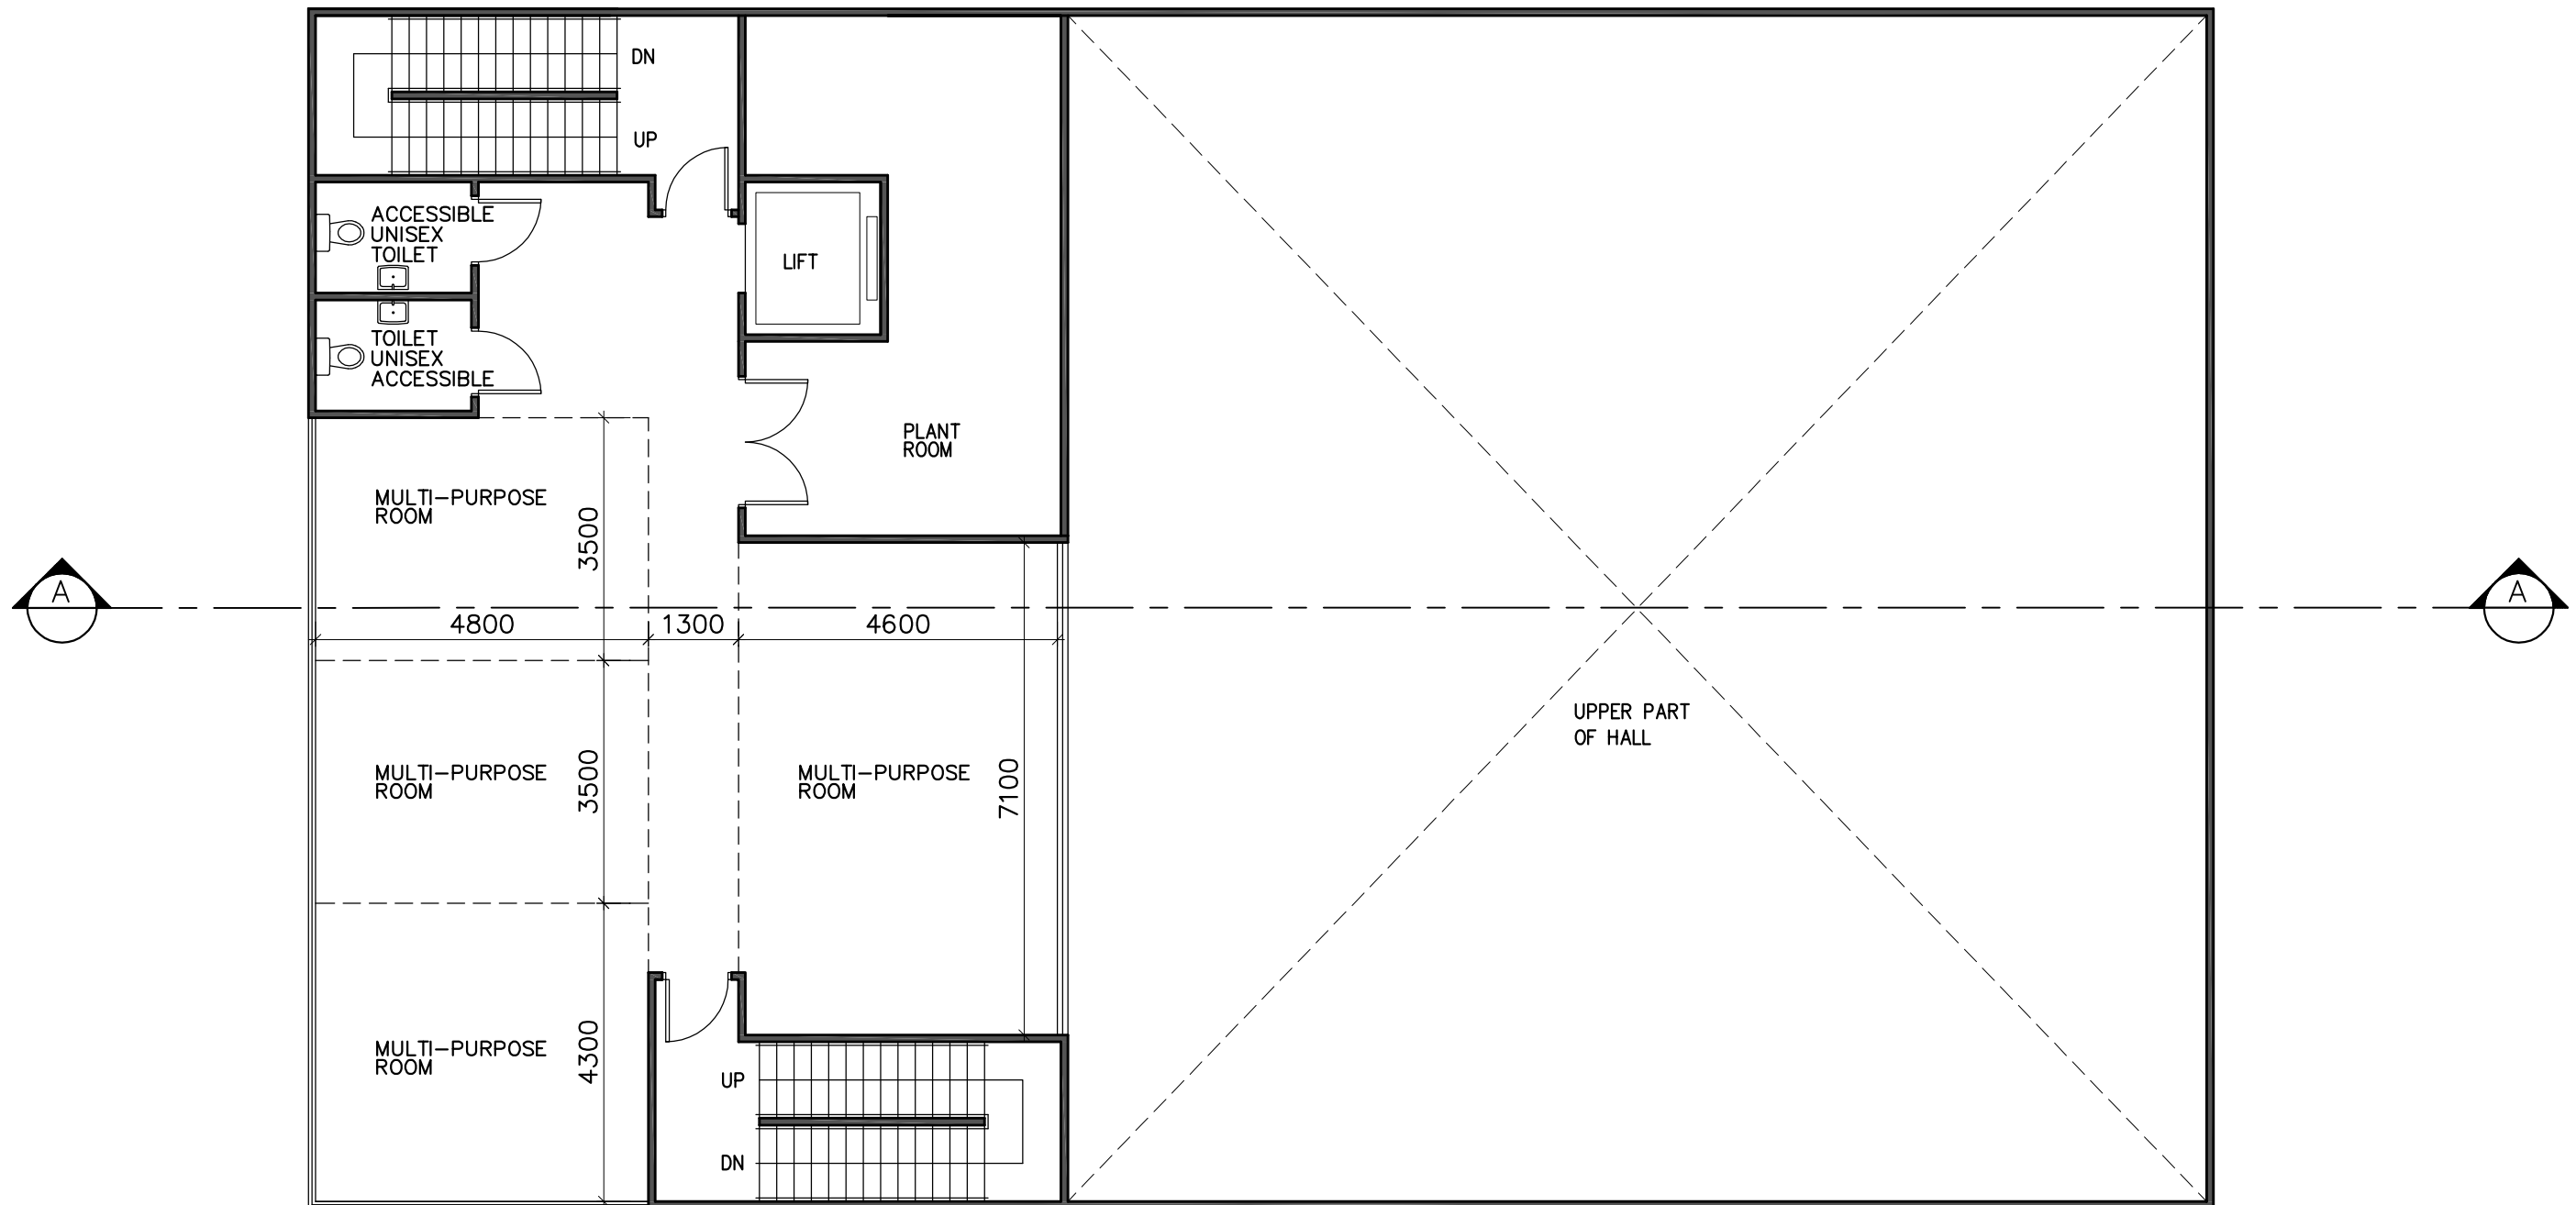 DN
UP
ACCESSIBLE
UNISEX
TOILET
LIFT
TOILET
UNISEX
ACCESSIBLE
PLANT
ROOM
MULTI-PURPOSE
ROOM
3500
A
A
4800
1300
4600
UPPER PART
OF HALL
MULTI-PURPOSE
ROOM
3500
MULTI-PURPOSE
ROOM
7100
MULTI-PURPOSE
ROOM
4300
UP
DN